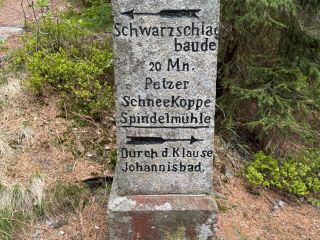 Schwarzschlag
baude
20 Mn.
Petzer
SchneeKoppe
Spindelmühle
Durch d. Klause
Johannisbad.